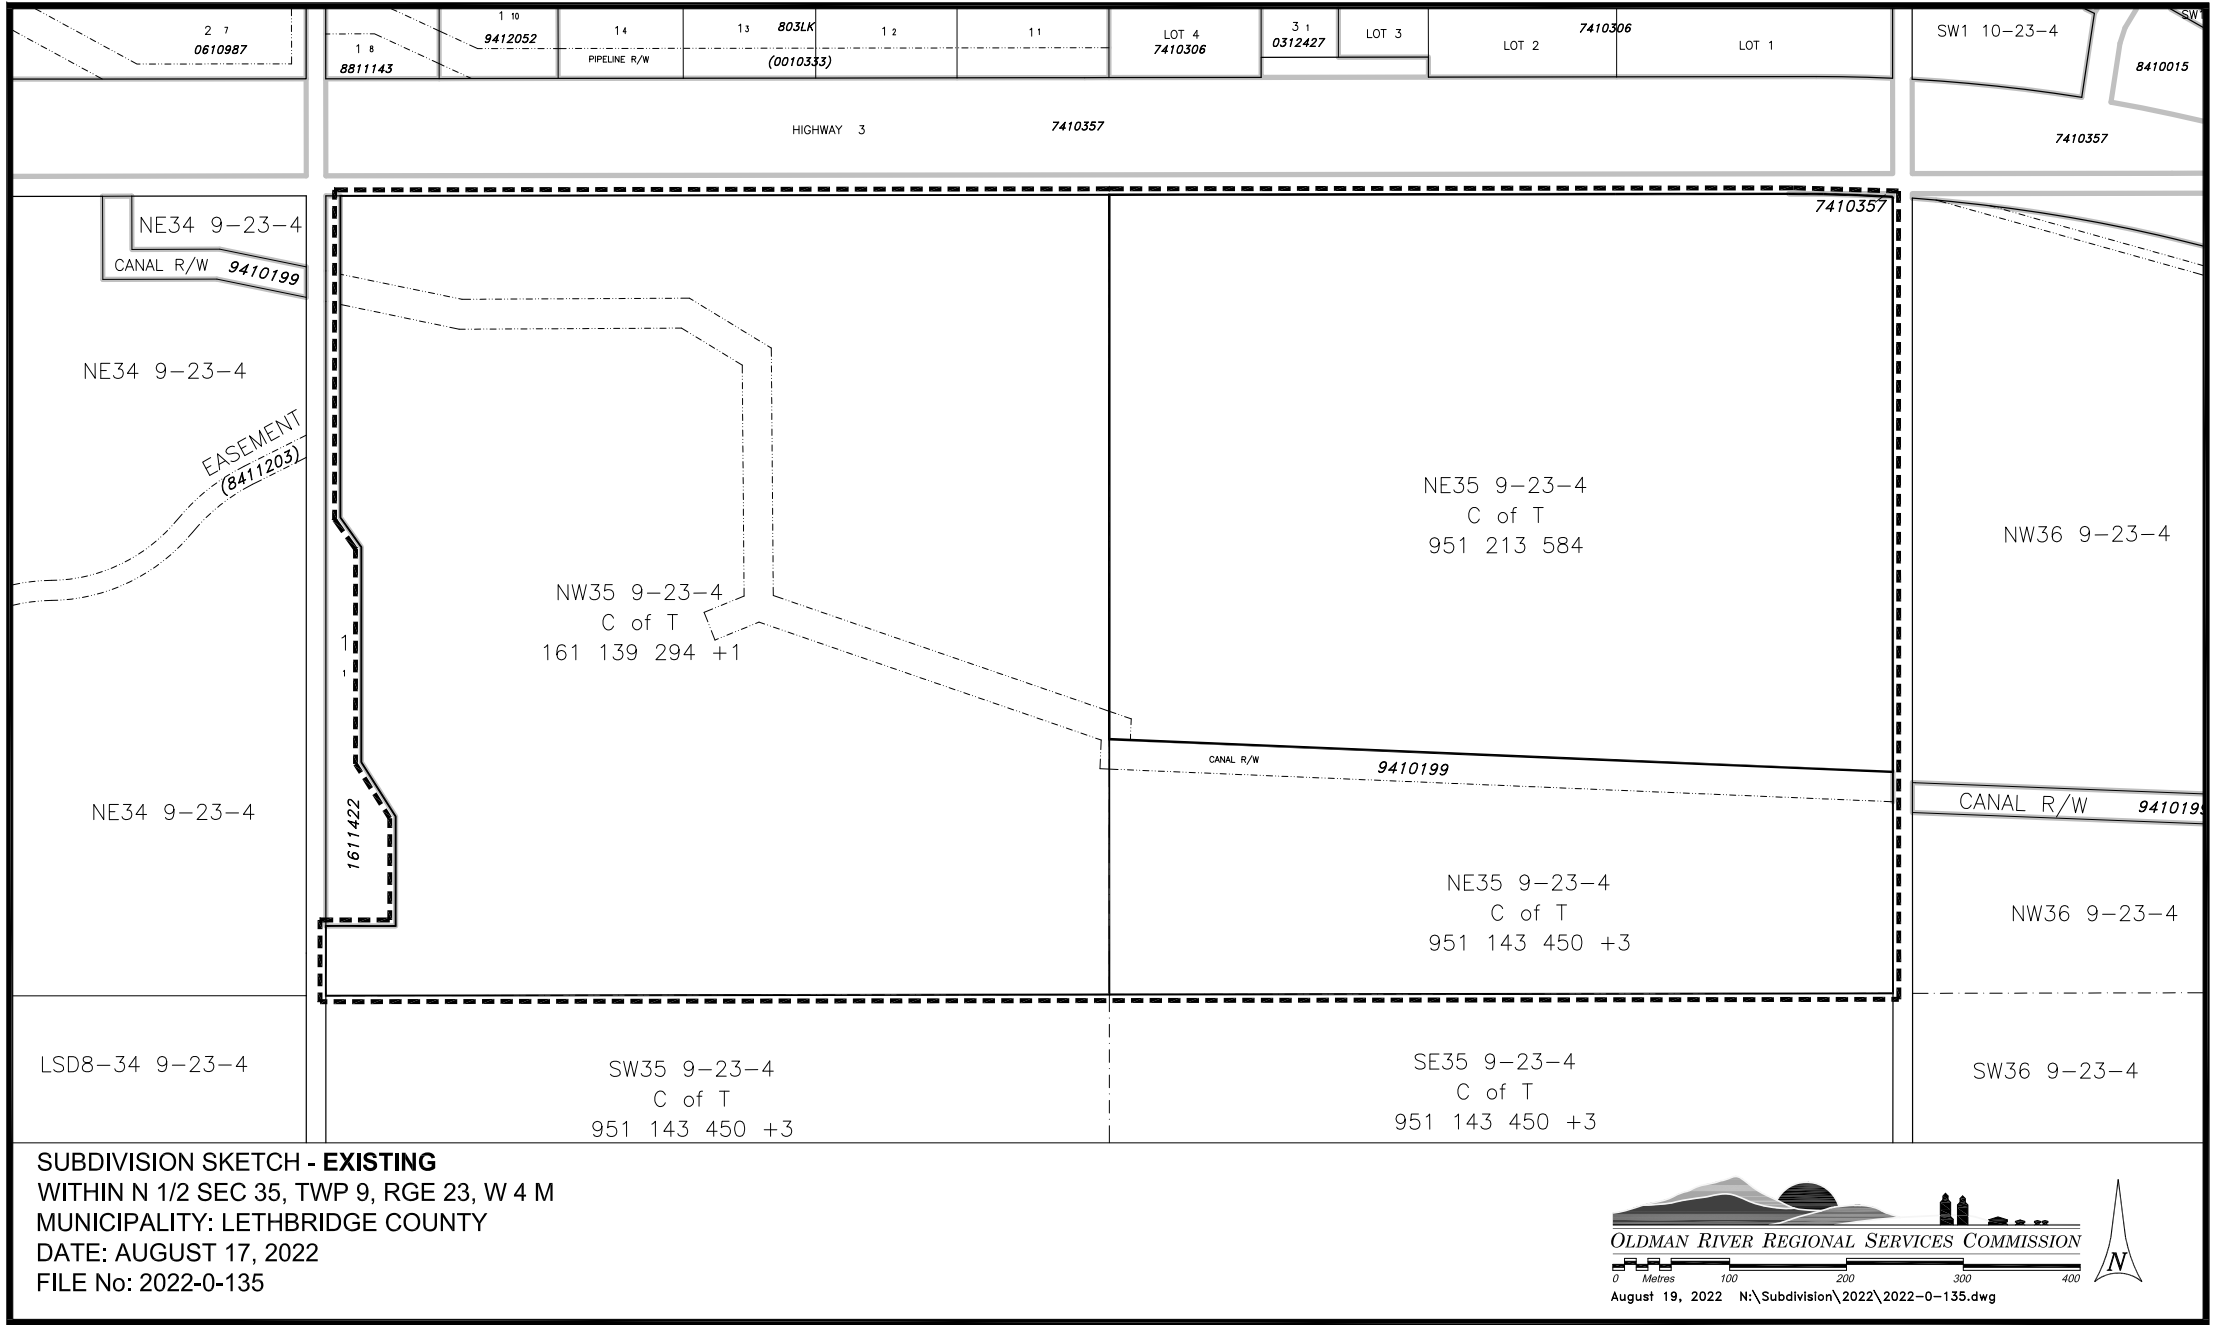 2 7
0610987
1 8
8811143
1 10
9412052
1 4
PIPELINE R/W
1 3
803LK
(0010333)
1 2
1 1
LOT 4
7410306
3 1
0312427
LOT 3
LOT 2
7410306
LOT 1
SW1 10-23-4
SW1
8410015
HIGHWAY 3
7410357
7410357
NE34 9-23-4
CANAL R/W 9410199
7410357
NE34 9-23-4
EASEMENT
(8411203)
NE35 9-23-4
C of T
951 213 584
NW36 9-23-4
NW35 9-23-4
C of T
161 139 294 +1
1
1
1611422
NE34 9-23-4
CANAL R/W 9410199
CANAL R/W 9410199
NE35 9-23-4
C of T
951 143 450 +3
NW36 9-23-4
LSD8-34 9-23-4
SW35 9-23-4
C of T
951 143 450 +3
SE35 9-23-4
C of T
951 143 450 +3
SW36 9-23-4
SUBDIVISION SKETCH - EXISTING
WITHIN N 1/2 SEC 35, TWP 9, RGE 23, W 4 M
MUNICIPALITY: LETHBRIDGE COUNTY
DATE: AUGUST 17, 2022
FILE No: 2022-0-135
OLDMAN RIVER REGIONAL SERVICES COMMISSION
0 Metres 100 200 300 400
August 19, 2022 N:\Subdivision\2022\2022-0-135.dwg
N